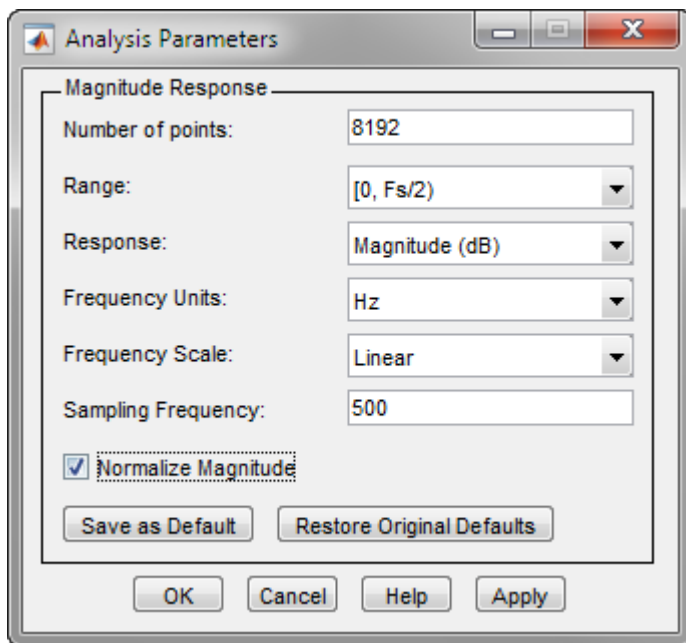 Analysis Parameters
Magnitude Response
Number of points: 8192
Range: [0, Fs/2)
Response: Magnitude (dB)
Frequency Units: Hz
Frequency Scale: Linear
Sampling Frequency: 500
Normalize Magnitude
Save as Default Restore Original Defaults
OK Cancel Help Apply